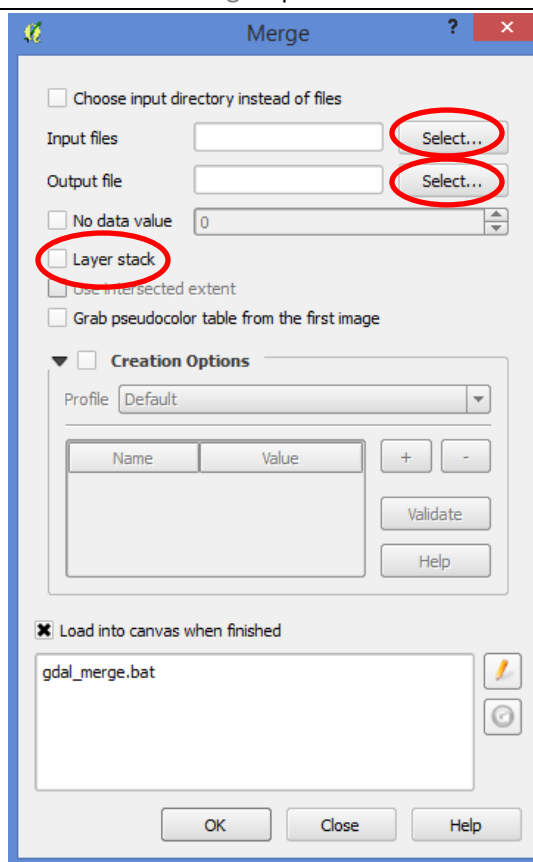 Merge ? ×
Choose input directory instead of files
Input files Select...
Output file Select...
No data value 0
Layer stack
Use intersected extent
Grab pseudocolor table from the first image
Creation Options
Profile Default
Name Value + -
Validate
Help
Load into canvas when finished
gdal_merge.bat
OK Close Help